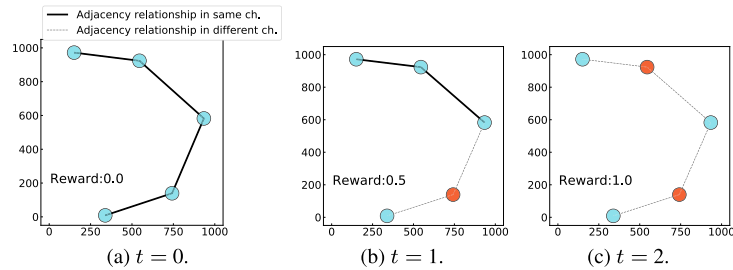 Adjacency relationship in same ch.
Adjacency relationship in different ch.
1000
800
600
400
200
0
Reward:0.0
0 250 500 750 1000
(a) t = 0.
1000
800
600
400
200
0
Reward:0.5
0 250 500 750 1000
(b) t = 1.
1000
800
600
400
200
0
Reward:1.0
0 250 500 750 1000
(c) t = 2.